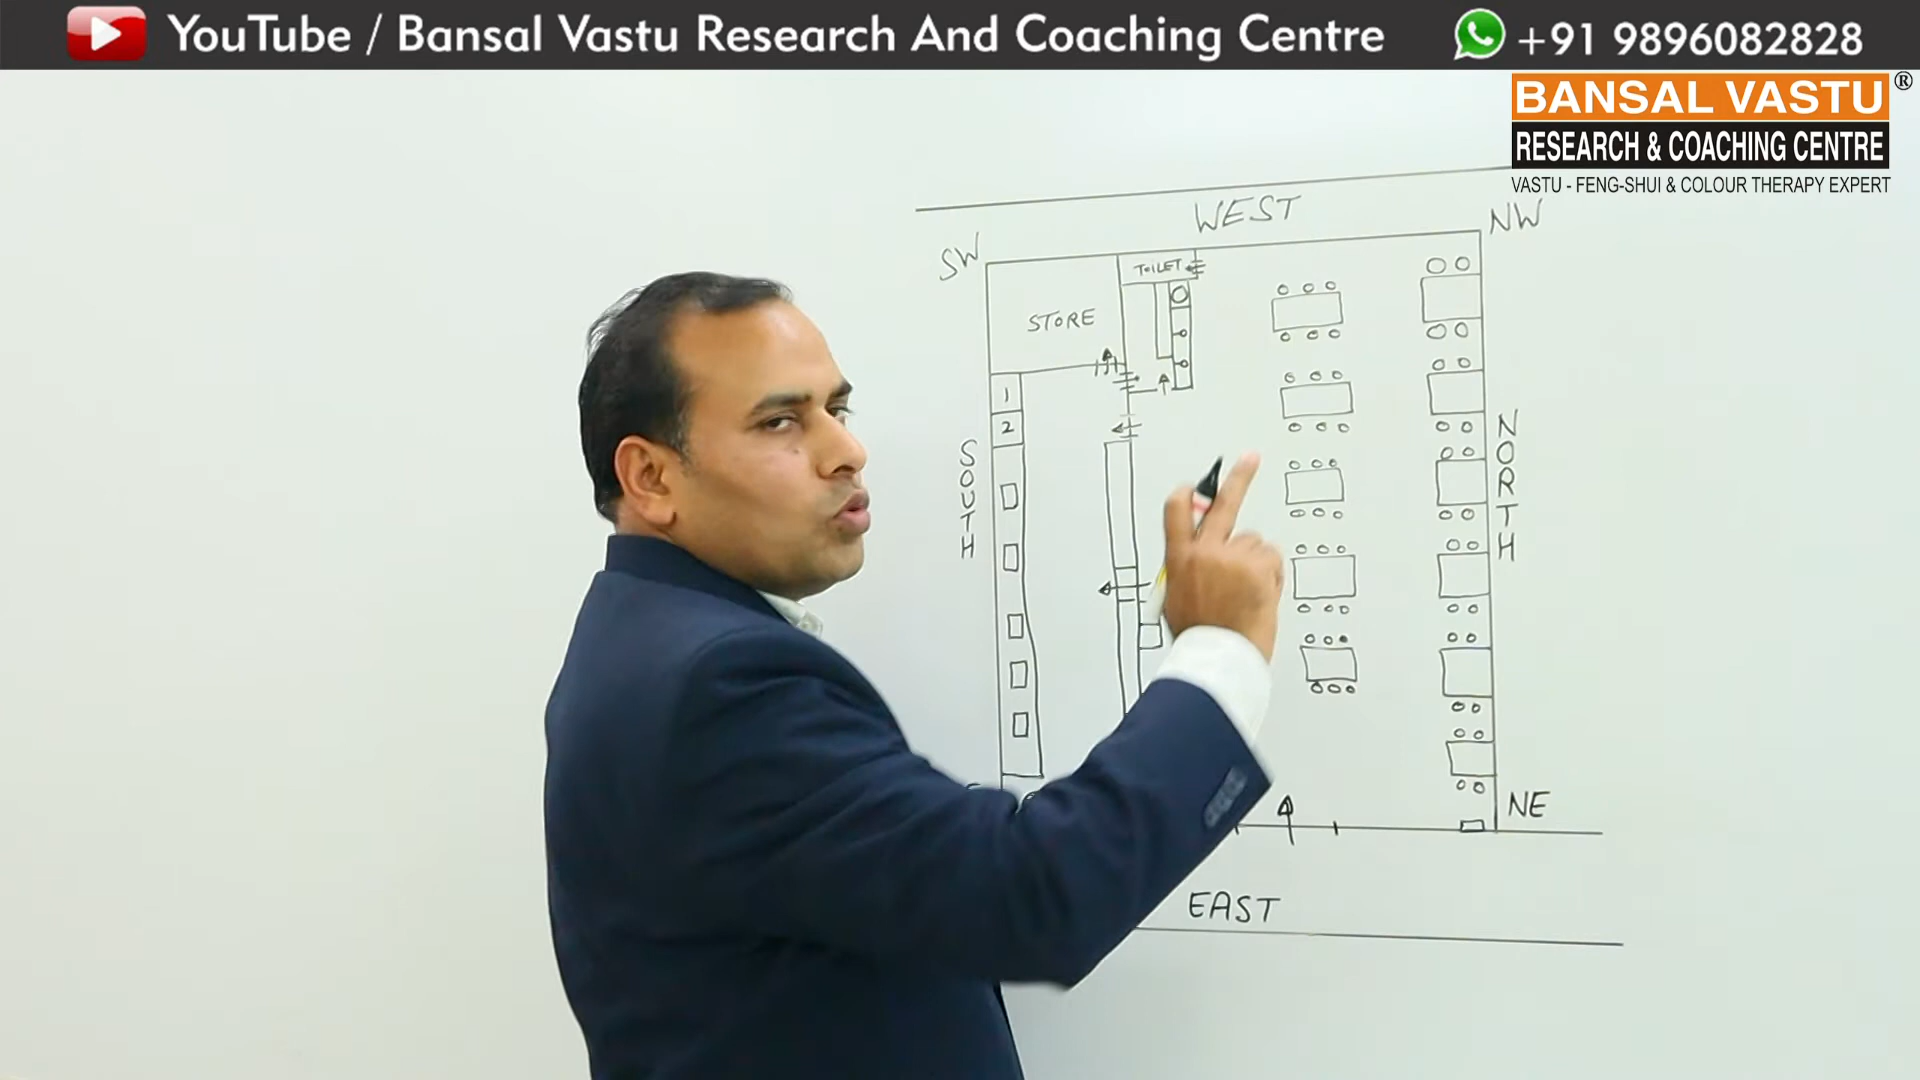 YouTube / Bansal Vastu Research And Coaching Centre
+91 9896082828
BANSAL VASTU ®
RESEARCH & COACHING CENTRE
VASTU - FENG-SHUI & COLOUR THERAPY EXPERT
WEST
NW
SW
TOILET
STORE
1
2
SOUTH
NORTH
NE
EAST